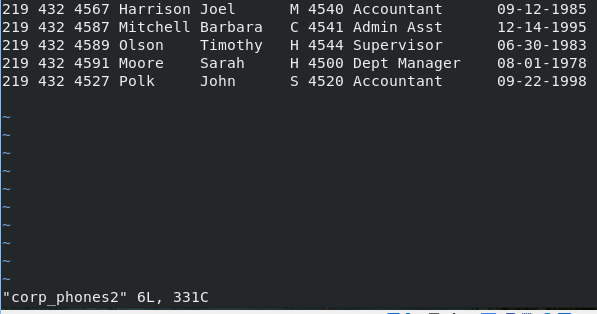 219 432 4567 Harrison Joel      M 4540 Accountant      09-12-1985
219 432 4587 Mitchell Barbara   C 4541 Admin Asst      12-14-1995
219 432 4589 Olson    Timothy   H 4544 Supervisor      06-30-1983
219 432 4591 Moore    Sarah     H 4500 Dept Manager    08-01-1978
219 432 4527 Polk     John      S 4520 Accountant      09-22-1998
~
~
~
~
~
~
~
~
~
~
"corp_phones2" 6L, 331C